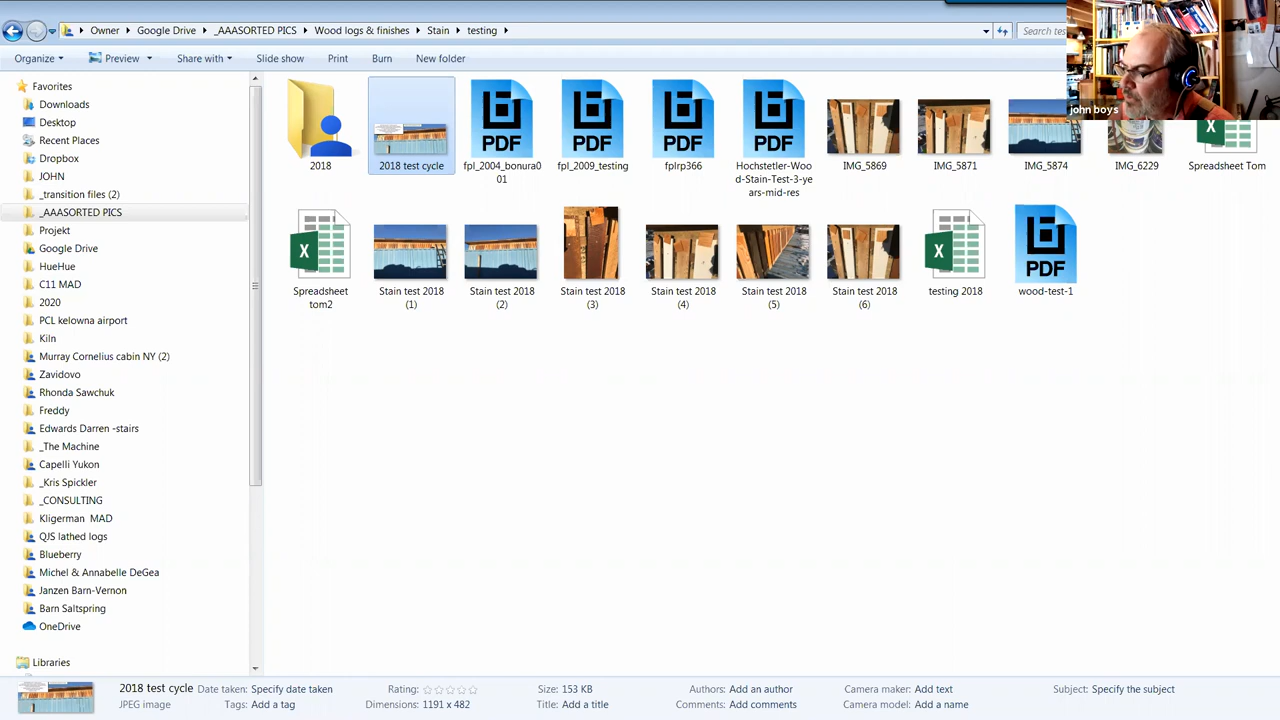 Owner ▸ Google Drive ▸ _AAASORTED PICS ▸ Wood logs & finishes ▸ Stain ▸ testing ▸
Search tes
john boys
Organize Preview Share with Slide show Print Burn New folder
Favorites
Downloads
Desktop
Recent Places
Dropbox
JOHN
_transition files (2)
_AAASORTED PICS
Projekt
Google Drive
HueHue
C11 MAD
2020
PCL kelowna airport
Kiln
Murray Cornelius cabin NY (2)
Zavidovo
Rhonda Sawchuk
Freddy
Edwards Darren -stairs
_The Machine
Capelli Yukon
_Kris Spickler
_CONSULTING
Kligerman MAD
QJS lathed logs
Blueberry
Michel & Annabelle DeGea
Janzen Barn-Vernon
Barn Saltspring
OneDrive
Libraries
PDF
PDF
PDF
PDF
X
2018
2018 test cycle
fpl_2004_bonura0
01
fpl_2009_testing
fplrp366
Hochstetler-Woo
d-Stain-Test-3-ye
ars-mid-res
IMG_5869
IMG_5871
IMG_5874
IMG_6229
Spreadsheet Tom
X
X
PDF
Spreadsheet
tom2
Stain test 2018
(1)
Stain test 2018
(2)
Stain test 2018
(3)
Stain test 2018
(4)
Stain test 2018
(5)
Stain test 2018
(6)
testing 2018
wood-test-1
2018 test cycle Date taken: Specify date taken Rating: Size: 153 KB Authors: Add an author Camera maker: Add text Subject: Specify the subject
JPEG image Tags: Add a tag Dimensions: 1191 x 482 Title: Add a title Comments: Add comments Camera model: Add a name